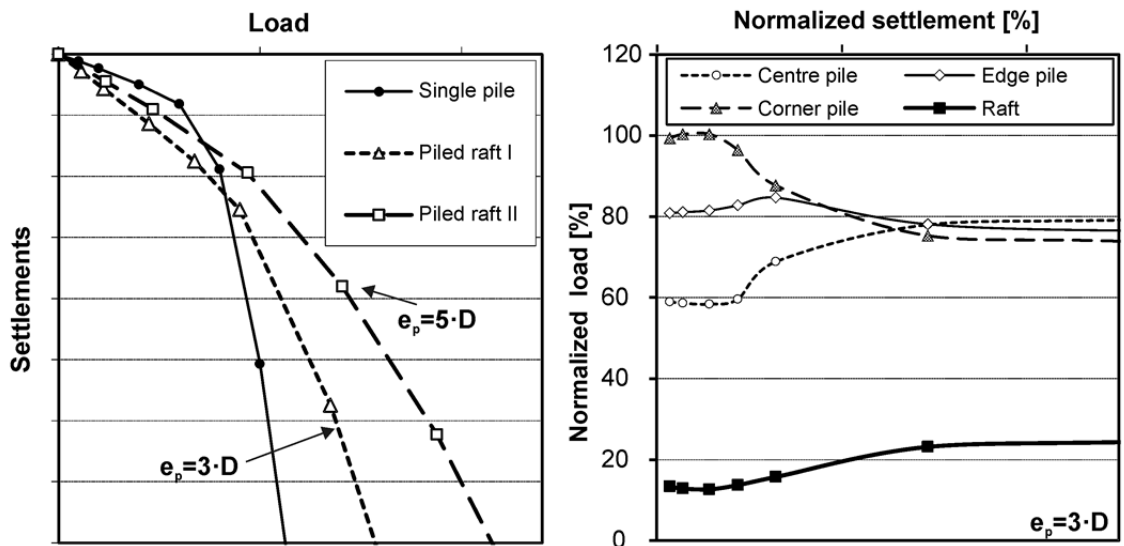 Load
Settlements
Single pile
Piled raft I
Piled raft II
eₚ=5·D
eₚ=3·D
Normalized settlement [%]
Normalized load [%]
120
100
80
60
40
20
0
Centre pile
Edge pile
Corner pile
Raft
eₚ=3·D